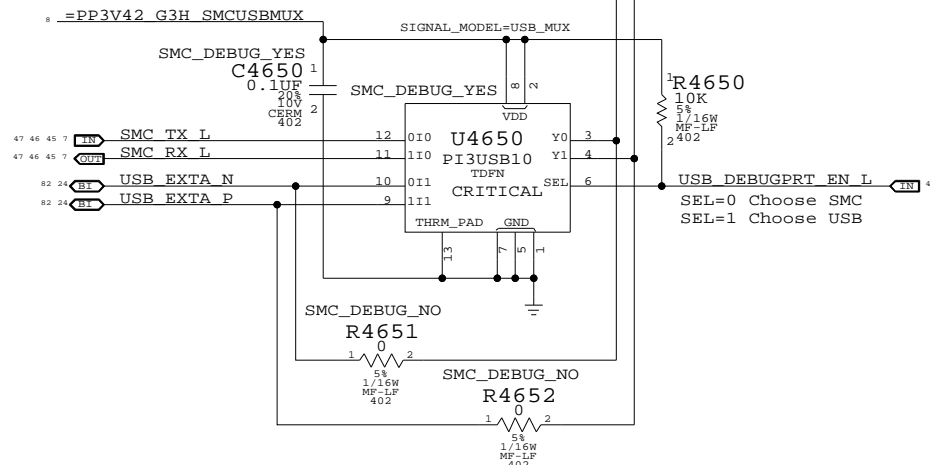 8 =PP3V42_G3H_SMCUSBMUX
SIGNAL_MODEL=USB_MUX
SMC_DEBUG_YES
C4650 1
0.1UF
20%
10V
CERM 2
402
SMC_DEBUG_YES
8 2
VDD
1 R4650
10K
5%
1/16W
MF-LF
2 402
U4650
PI3USB10
TDFN
CRITICAL
47 46 45 7 IN SMC_TX_L 12 0I0 Y0 3
47 46 45 7 OUT SMC_RX_L 11 1I0 Y1 4
82 24 BI USB_EXTA_N 10 0I1 SEL 6 USB_DEBUGPRT_EN_L IN 4
82 24 BI USB_EXTA_P 9 1I1
SEL=0 Choose SMC
SEL=1 Choose USB
THRM_PAD GND
13 7 5 1
SMC_DEBUG_NO
R4651
0
1 2
5%
1/16W
MF-LF
402
SMC_DEBUG_NO
R4652
0
1 2
5%
1/16W
MF-LF
402